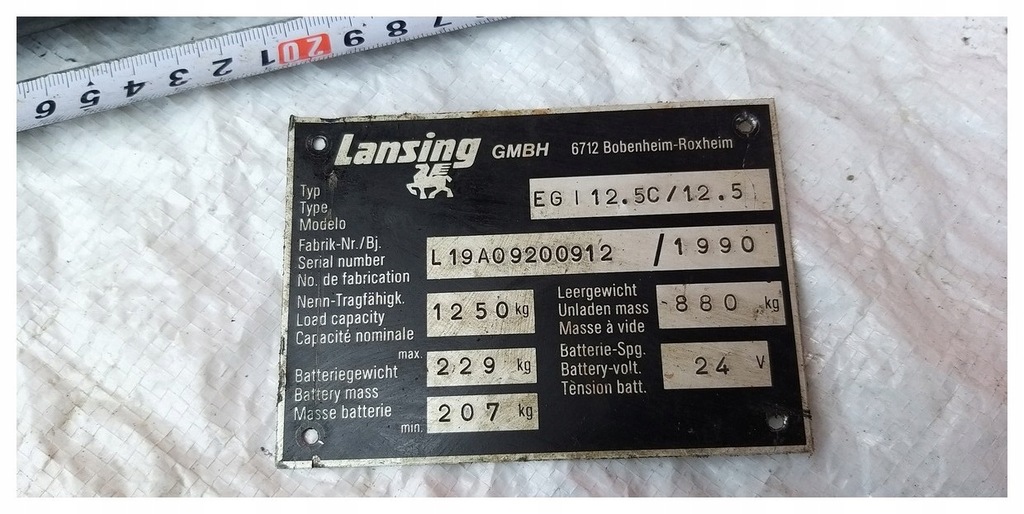 7 8 9 20 1 2 3 4 5 6
Lansing GMBH 6712 Bobenheim-Roxheim
Typ
Type
Modelo
EG I 12.5C/12.5
Fabrik-Nr./Bj.
Serial number
No. de fabrication
L19A09200912 / 1990
Nenn-Tragfähigk.
Load capacity
Capacité nominale
1250 kg
Leergewicht
Unladen mass
Masse à vide
880 kg
Batteriegewicht
Battery mass
Masse batterie
max. 229 kg
min. 207 kg
Batterie-Spg.
Battery-volt.
Tènsion batt.
24 V